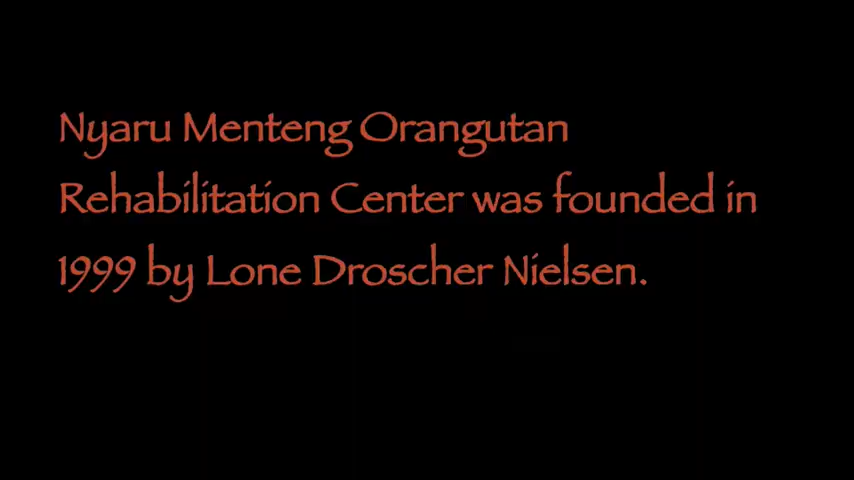 Nyaru Menteng Orangutan
Rehabilitation Center was founded in
1999 by Lone Droscher Nielsen.